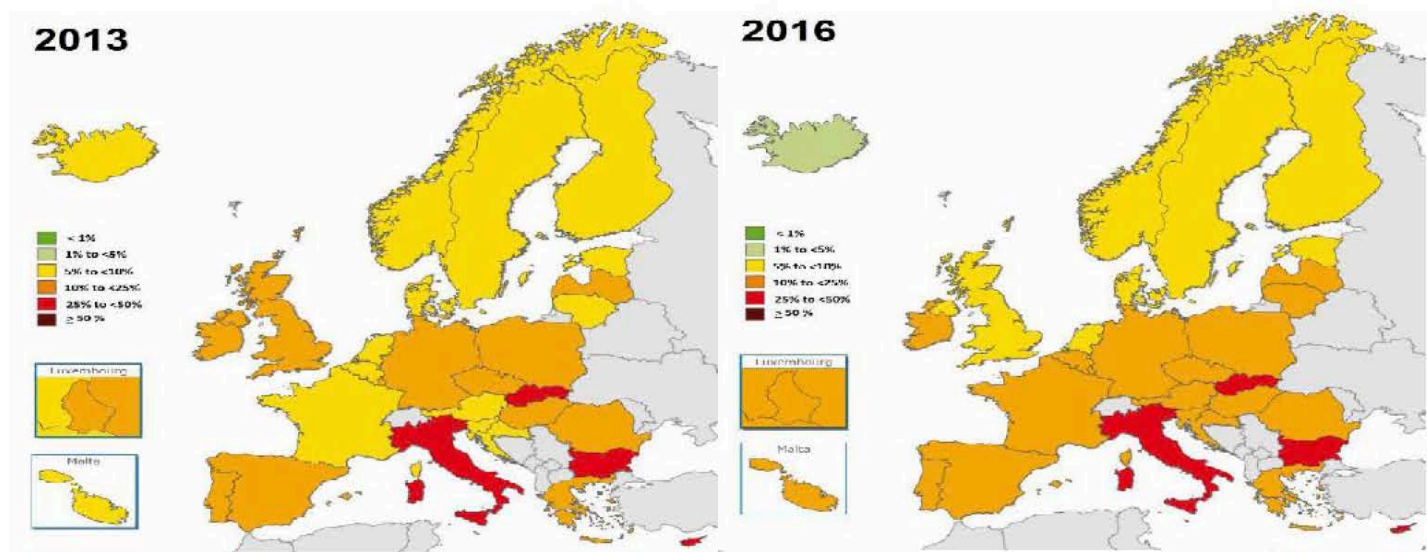 2013
< 1%
1% to <5%
5% to <10%
10% to <25%
25% to <50%
≥ 50 %
Luxembourg
Malta
2016
< 1%
1% to <5%
5% to <10%
10% to <25%
25% to <50%
≥ 50 %
Luxembourg
Malta